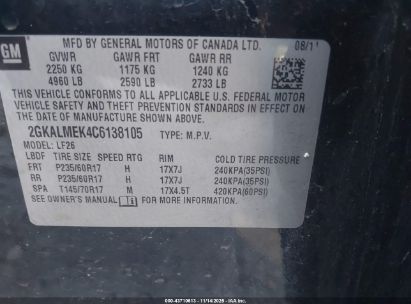 GM
MFD BY GENERAL MOTORS OF CANADA LTD. 08/11
GVWR GAWR FRT GAWR RR
2250 KG 1175 KG 1240 KG
4960 LB 2590 LB 2733 LB
THIS VEHICLE CONFORMS TO ALL APPLICABLE U.S. FEDERAL MOTOR
VEHICLE SAFETY, BUMPER, AND THEFT PREVENTION STANDARDS IN EFFECT ON
THE DATE OF MANUFACTURE SHOWN ABOVE.
2GKALMEK4C6138105 TYPE: M.P.V.
MODEL: LF26
LBDF TIRE SIZE SPEED RTG RIM COLD TIRE PRESSURE
FRT P235/60R17 H 17X7J 240KPA(35PSI)
RR P235/60R17 H 17X7J 240KPA(35PSI)
SPA T145/70R17 M 17X4.5T 420KPA(60PSI)
SEE OWNER'S MANUAL FOR MORE INFORMATION.